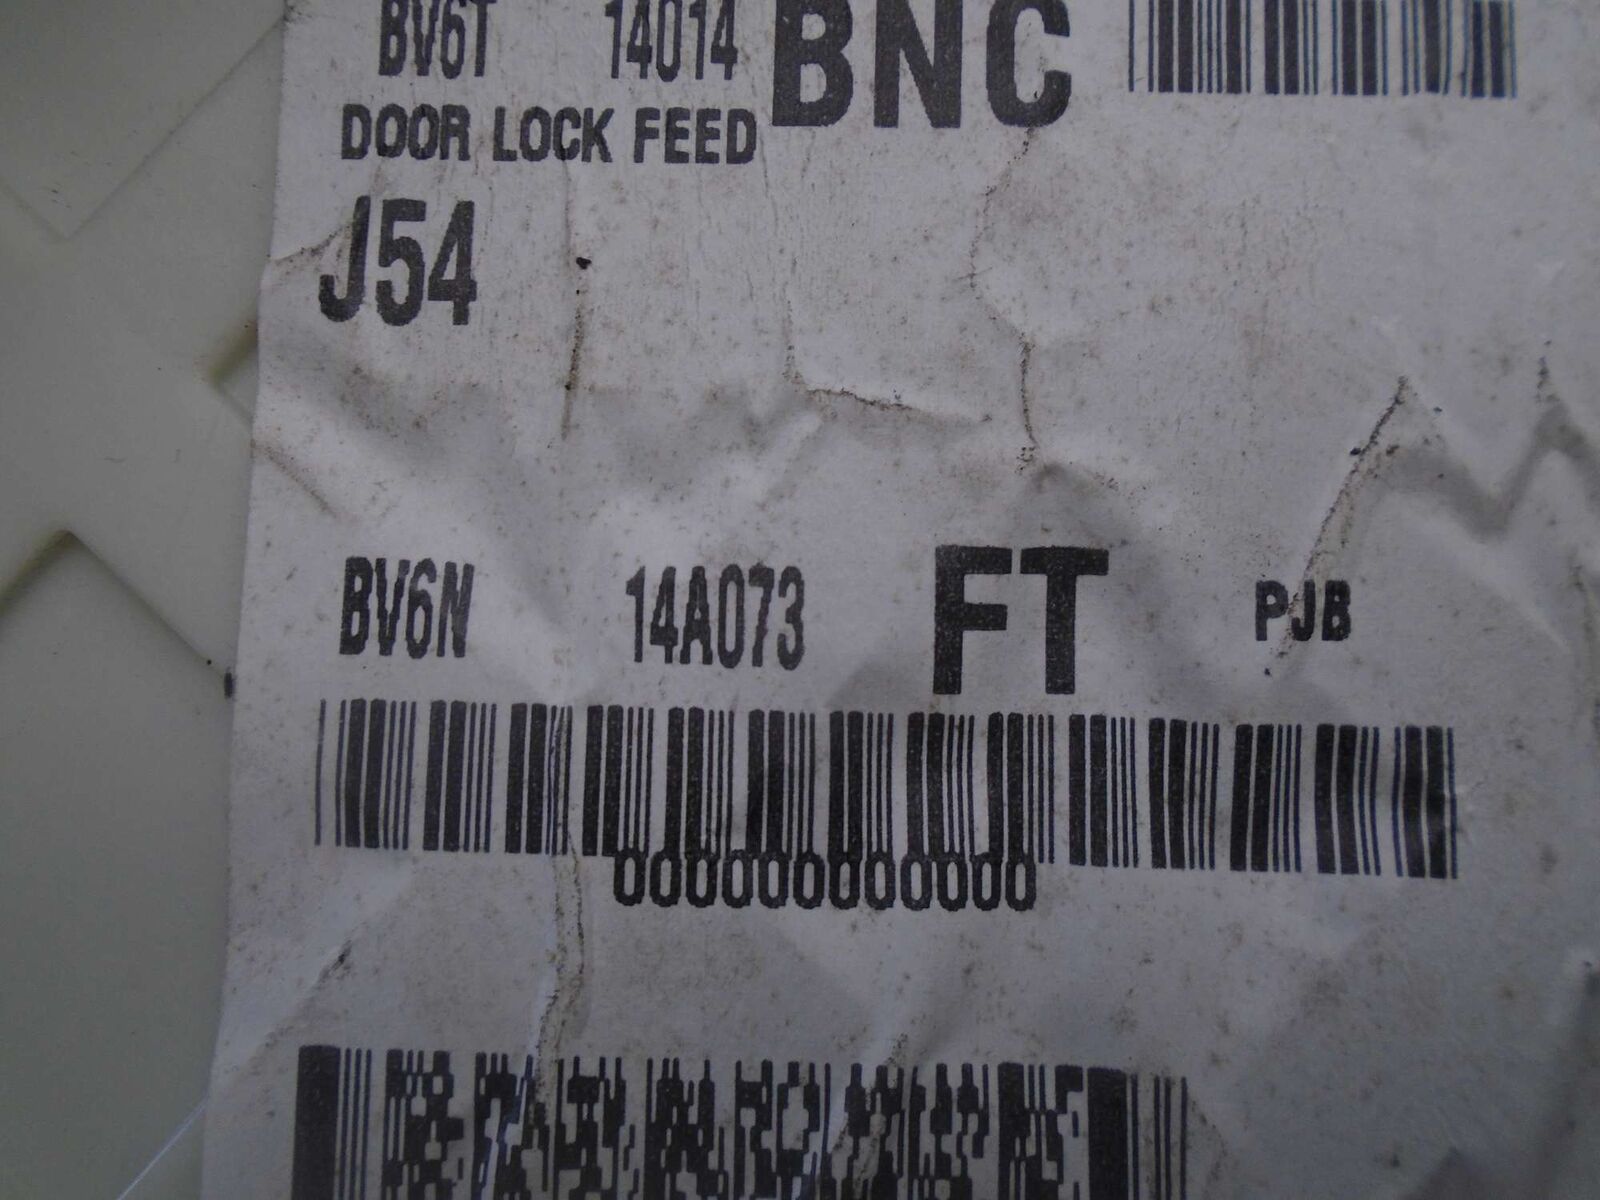 BV6T 14014 BNC
DOOR LOCK FEED
J54
BV6N 14A073 FT PJB
000000000000